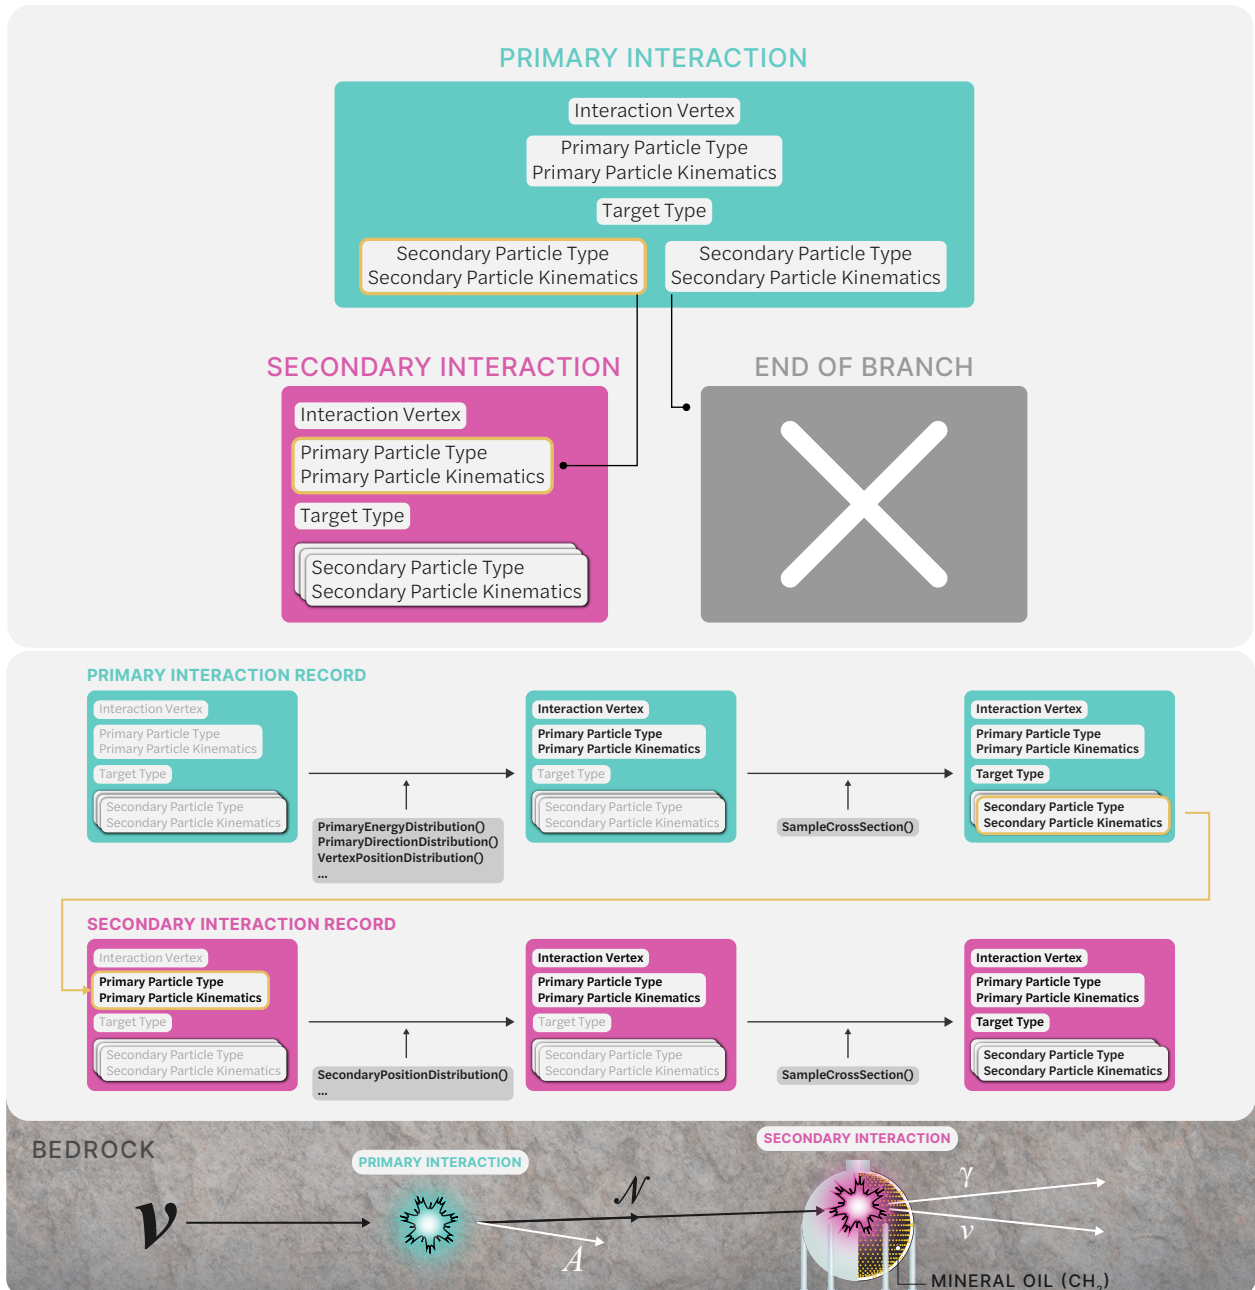 PRIMARY INTERACTION
Interaction Vertex
Primary Particle Type
Primary Particle Kinematics
Target Type
Secondary Particle Type
Secondary Particle Kinematics
Secondary Particle Type
Secondary Particle Kinematics
SECONDARY INTERACTION
Interaction Vertex
Primary Particle Type
Primary Particle Kinematics
Target Type
Secondary Particle Type
Secondary Particle Kinematics
END OF BRANCH
PRIMARY INTERACTION RECORD
Interaction Vertex
Primary Particle Type
Primary Particle Kinematics
Target Type
Secondary Particle Type
Secondary Particle Kinematics
PrimaryEnergyDistribution()
PrimaryDirectionDistribution()
VertexPositionDistribution()
...
Interaction Vertex
Primary Particle Type
Primary Particle Kinematics
Target Type
Secondary Particle Type
Secondary Particle Kinematics
SampleCrossSection()
Interaction Vertex
Primary Particle Type
Primary Particle Kinematics
Target Type
Secondary Particle Type
Secondary Particle Kinematics
SECONDARY INTERACTION RECORD
Interaction Vertex
Primary Particle Type
Primary Particle Kinematics
Target Type
Secondary Particle Type
Secondary Particle Kinematics
SecondaryPositionDistribution()
...
Interaction Vertex
Primary Particle Type
Primary Particle Kinematics
Target Type
Secondary Particle Type
Secondary Particle Kinematics
SampleCrossSection()
Interaction Vertex
Primary Particle Type
Primary Particle Kinematics
Target Type
Secondary Particle Type
Secondary Particle Kinematics
BEDROCK
ν
PRIMARY INTERACTION
𝒩
A
SECONDARY INTERACTION
γ
ν
MINERAL OIL (CH₂)